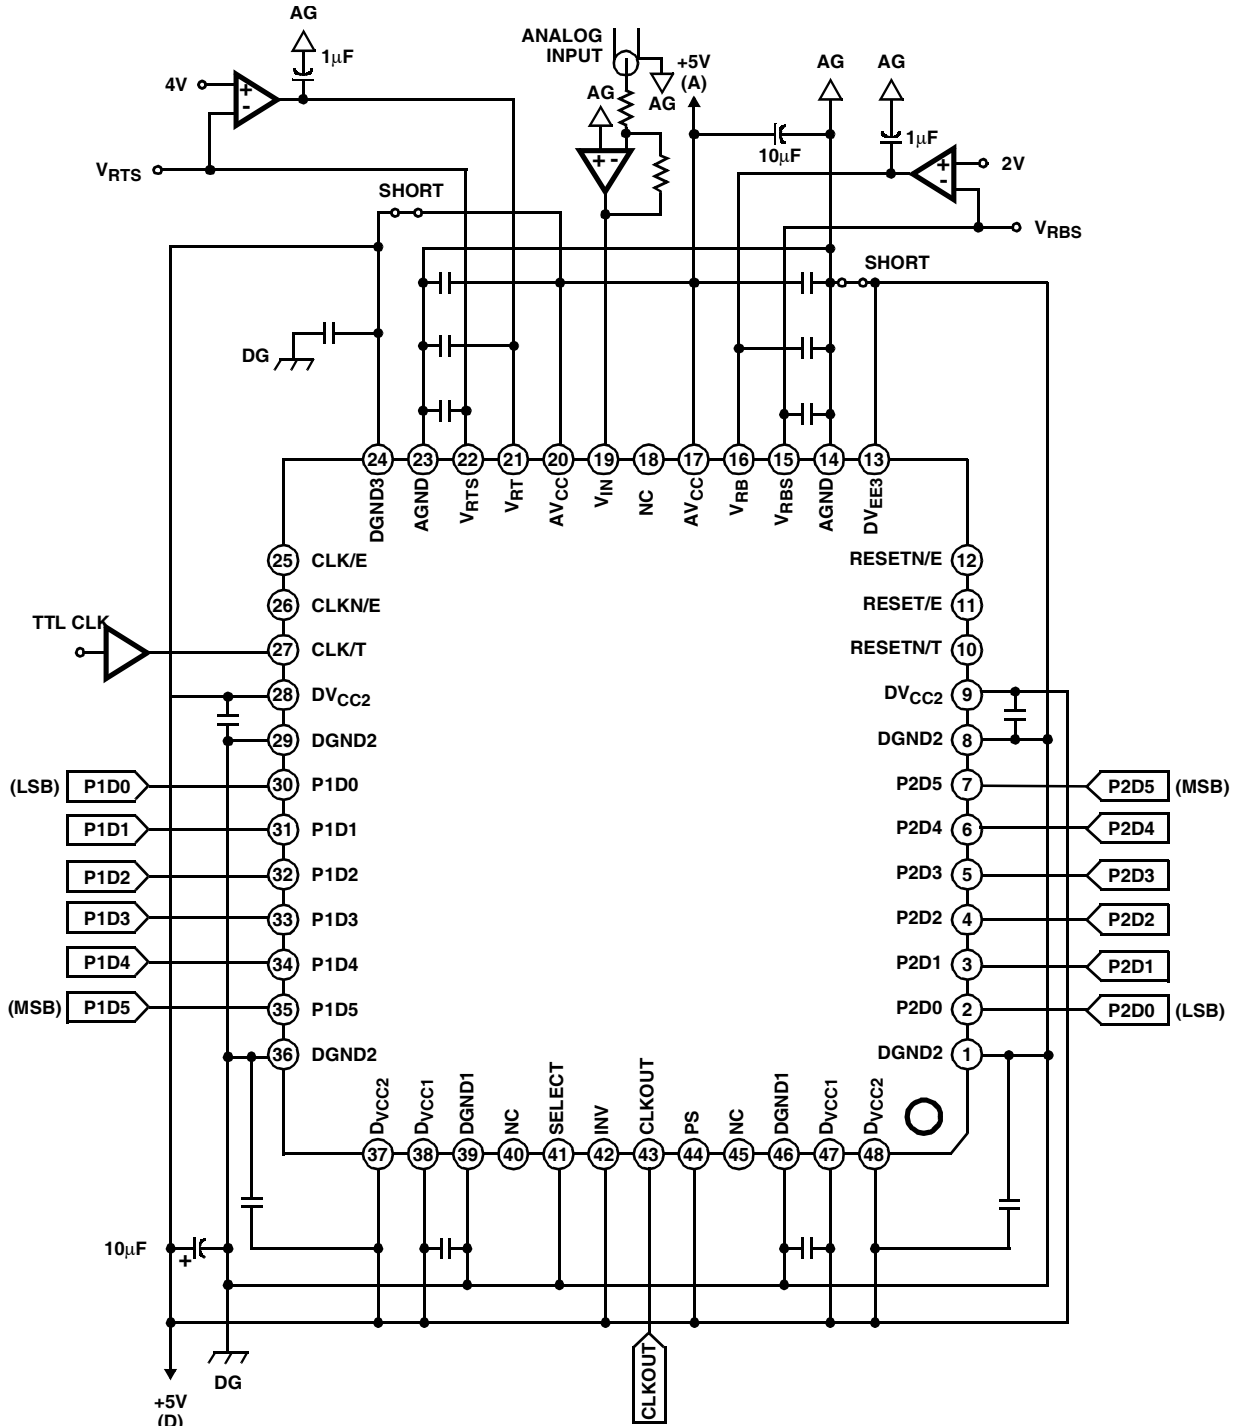 AG
1µF
4V
VRTS
SHORT
ANALOG
INPUT
AG
AG
+5V
(A)
10µF
AG
AG
1µF
2V
VRBS
SHORT
DG
24
23
22
21
20
19
18
17
16
15
14
13
DGND3
AGND
VRTS
VRT
AVCC
VIN
NC
AVCC
VRB
VRBS
AGND
DVEE3
25 CLK/E
26 CLKN/E
TTL CLK
27 CLK/T
28 DVCC2
29 DGND2
(LSB) P1D0 30 P1D0
P1D1 31 P1D1
P1D2 32 P1D2
P1D3 33 P1D3
P1D4 34 P1D4
(MSB) P1D5 35 P1D5
36 DGND2
RESETN/E 12
RESET/E 11
RESETN/T 10
DVCC2 9
DGND2 8
P2D5 7 P2D5 (MSB)
P2D4 6 P2D4
P2D3 5 P2D3
P2D2 4 P2D2
P2D1 3 P2D1
P2D0 2 P2D0 (LSB)
DGND2 1
DVCC2
DVCC1
DGND1
NC
SELECT
INV
CLKOUT
PS
NC
DGND1
DVCC1
DVCC2
37
38
39
40
41
42
43
44
45
46
47
48
10µF
+
DG
+5V
(D)
CLKOUT